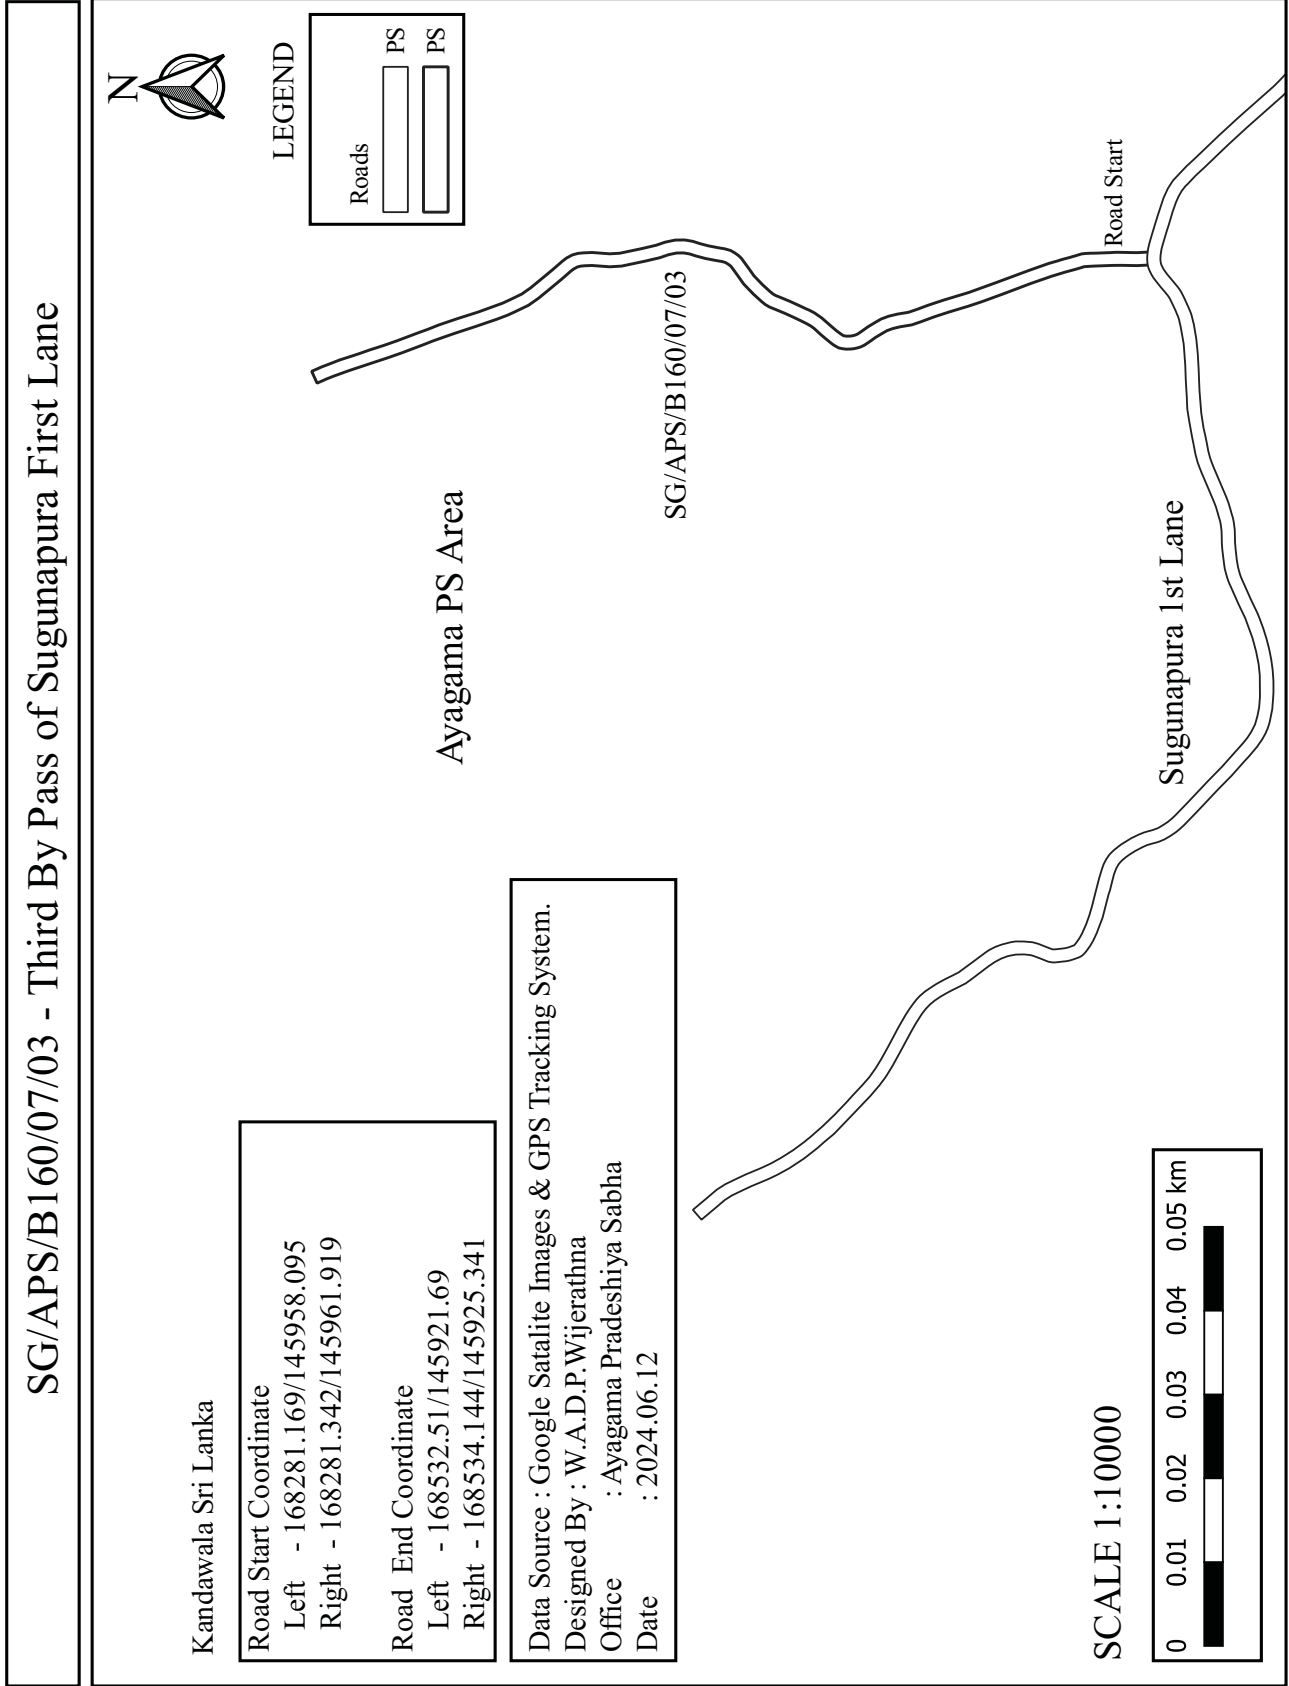 SG/APS/B160/07/03 - Third By Pass of Sugunapura First Lane
N
LEGEND
Roads
PS
PS
Kandawala Sri Lanka
Road Start Coordinate
Left - 168281.169/145958.095
Right - 168281.342/145961.919
Road End Coordinate
Left - 168532.51/145921.69
Right - 168534.144/145925.341
Data Source : Google Satalite Images & GPS Tracking System.
Designed By : W.A.D.P.Wijerathna
Office : Ayagama Pradeshiya Sabha
Date : 2024.06.12
Ayagama PS Area
SG/APS/B160/07/03
Road Start
Sugunapura 1st Lane
SCALE 1:10000
0 0.01 0.02 0.03 0.04 0.05 km